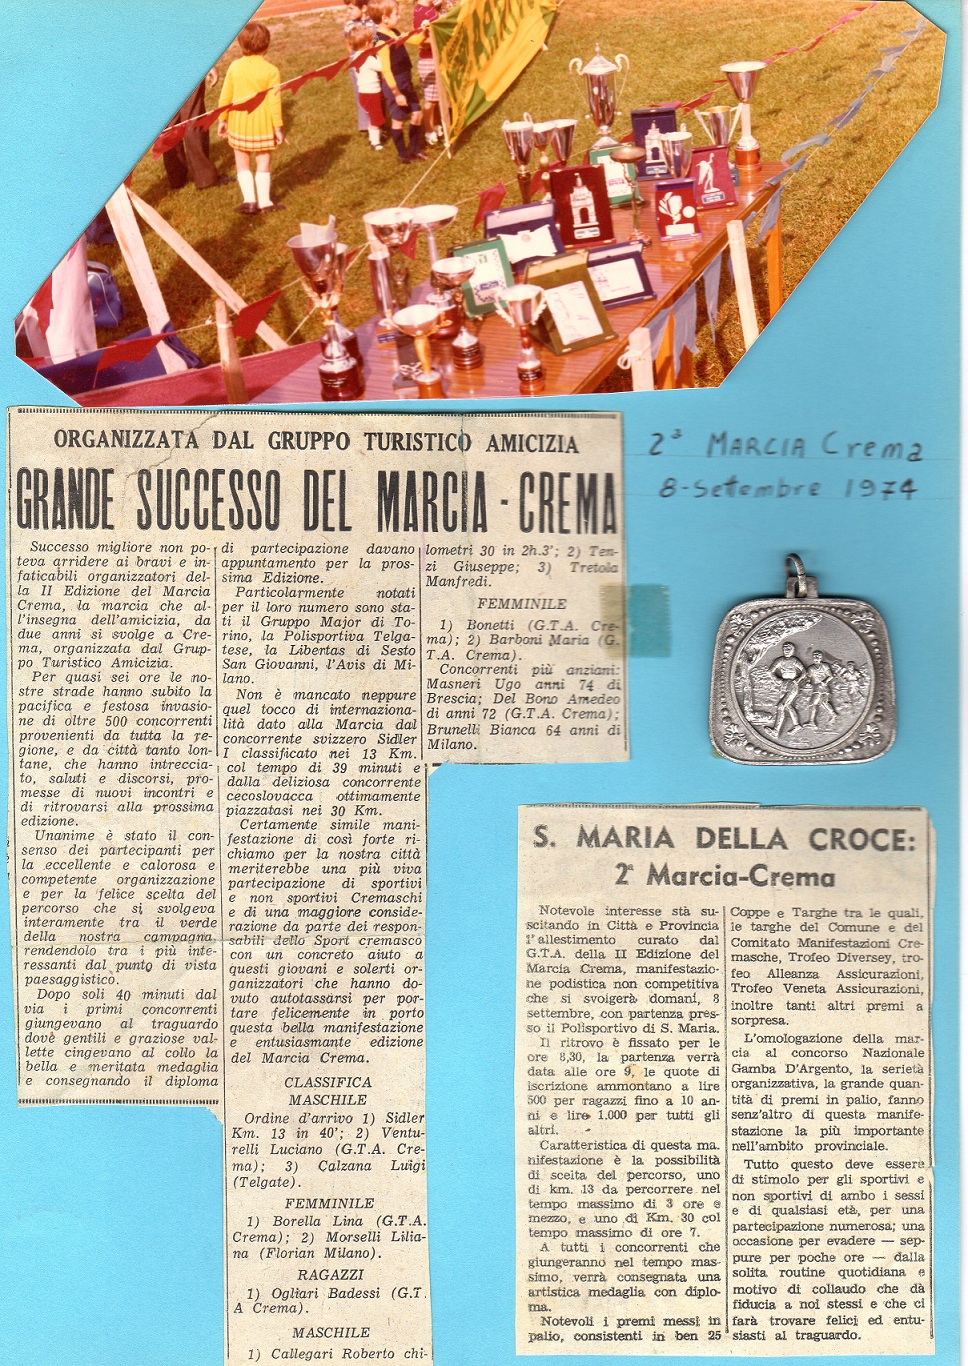 ORGANIZZATA DAL GRUPPO TURISTICO AMICIZIA
GRANDE SUCCESSO DEL MARCIA - CREMA
Successo migliore non po-
teva arridere ai bravi e in-
faticabili organizzatori del-
la II Edizione del Marcia
Crema, la marcia che al-
l'insegna dell'amicizia, da
due anni si svolge a Cre-
ma, organizzata dal Grup-
po Turistico Amicizia.
Per quasi sei ore le no-
stre strade hanno subito la
pacifica e festosa invasio-
ne di oltre 500 concorrenti
provenienti da tutta la re-
gione, e da città tanto lon-
tane, che hanno intreccia-
to, saluti e discorsi, pro-
messe di nuovi incontri e
di ritrovarsi alla prossima
edizione.
Unanime è stato il con-
senso dei partecipanti per
la eccellente e calorosa e
competente organizzazione
e per la felice scelta del
percorso che si svolgeva
interamente tra il verde
della nostra campagna,
rendendolo tra i più inte-
ressanti dal punto di vista
paesaggistico.
Dopo soli 40 minuti dal
via i primi concorrenti
giungevano al traguardo
dove gentili e graziose val-
lette cingevano al collo la
bella e meritata medaglia
e consegnando il diploma
di partecipazione davano
appuntamento per la pros-
sima Edizione.
Particolarmente notati
per il loro numero sono sta-
ti il Gruppo Major di To-
rino, la Polisportiva Telga-
tese, la Libertas di Sesto
San Giovanni, l'Avis di Mi-
lano.
Non è mancato neppure
quel tocco di internaziona-
lità dato alla Marcia dal
concorrente svizzero Sidler
I classificato nei 13 Km.
col tempo di 39 minuti e
dalla deliziosa concorrente
cecoslovacca ottimamente
piazzatasi nei 30 Km.
Certamente simile mani-
festazione di così forte ri-
chiamo per la nostra città
meriterebbe una più viva
partecipazione di sportivi
e non sportivi Cremaschi
e di una maggiore conside-
razione da parte dei respon-
sabili dello Sport cremasco
con un concreto aiuto a
questi giovani e solerti or-
ganizzatori che hanno do-
vuto autotassarsi per por-
tare felicemente in porto
questa bella manifestazione
e entusiasmante edizione
del Marcia Crema.
CLASSIFICA
MASCHILE
Ordine d'arrivo 1) Sidler
Km. 13 in 40'; 2) Ventu-
relli Luciano (G.T.A. Cre-
ma); 3) Calzana Luigi
(Telgate).
FEMMINILE
1) Borella Lina (G.T.A.
Crema); 2) Morselli Lilia-
na (Florian Milano).
RAGAZZI
1) Ogliari Badessi (G.T.
A Crema).
MASCHILE
1) Callegari Roberto chi-
lometri 30 in 2h.3'; 2) Ten-
zi Giuseppe; 3) Tretola
Manfredi.
FEMMINILE
1) Bonetti (G.T.A. Cre-
ma); 2) Barboni Maria (G.
T.A. Crema).
Concorrenti più anziani:
Masneri Ugo anni 74 di
Brescia; Del Bono Amedeo
di anni 72 (G.T.A. Crema);
Brunelli Bianca 64 anni di
Milano.
2ª MARCIA Crema
8-Settembre 1974
S. MARIA DELLA CROCE:
2ª Marcia-Crema
Notevole interesse stà su-
scitando in Città e Provincia
l'allestimento curato dal
G.T.A. della II Edizione del
Marcia Crema, manifestazio-
ne podistica non competitiva
che si svolgerà domani, 8
settembre, con partenza pres-
so il Polisportivo di S. Maria.
Il ritrovo è fissato per le
ore 8,30, la partenza verrà
data alle ore 9, le quote di
iscrizione ammontano a lire
500 per ragazzi fino a 10 an-
ni e lire 1.000 per tutti gli
altri.
Caratteristica di questa ma.
nifestazione è la possibilità
di scelta del percorso, uno
di km. 13 da percorrere nel
tempo massimo di 3 ore e
mezzo, e uno di Km. 30 col
tempo massimo di ore 7.
A tutti i concorrenti che
giungeranno nel tempo mas-
simo, verrà consegnata una
artistica medaglia con diplo-
ma.
Notevoli i premi messi in
palio, consistenti in ben 25
Coppe e Targhe tra le quali,
le targhe del Comune e del
Comitato Manifestazioni Cre-
masche, Trofeo Diversey, tro-
feo Alleanza Assicurazioni,
Trofeo Veneta Assicurazioni,
inoltre tanti altri premi a
sorpresa.
L'omologazione della mar-
cia al concorso Nazionale
Gamba D'Argento, la serietà
organizzativa, la grande quan-
tità di premi in palio, fanno
senz'altro di questa manife-
stazione la più importante
nell'ambito provinciale.
Tutto questo deve essere
di stimolo per gli sportivi e
non sportivi di ambo i sessi
e di qualsiasi età, per una
partecipazione numerosa; una
occasione per evadere — sep-
pure per poche ore — dalla
solita routine quotidiana e
motivo di collaudo che dà
fiducia a noi stessi e che ci
farà trovare felici ed entu-
siasti al traguardo.